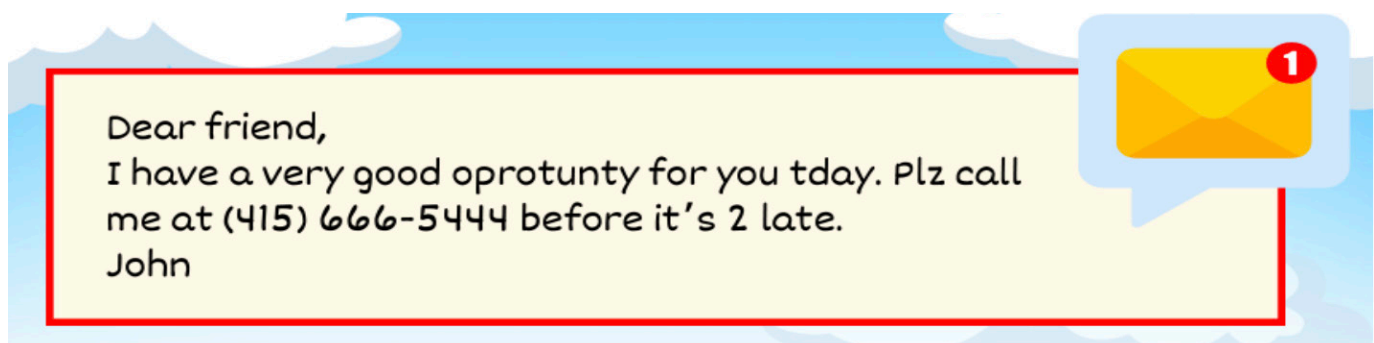 1
Dear friend,
I have a very good oprotunty for you tday. Plz call
me at (415) 666-5444 before it's 2 late.
John